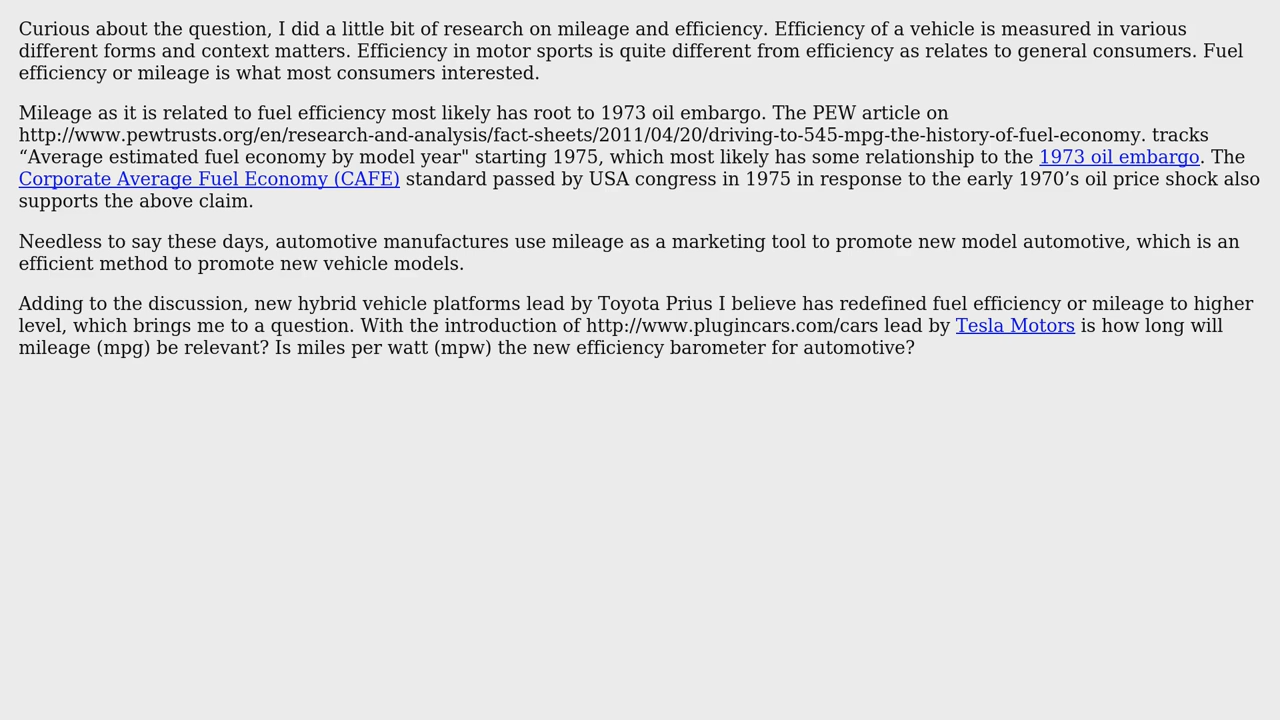 Curious about the question, I did a little bit of research on mileage and efficiency. Efficiency of a vehicle is measured in various
different forms and context matters. Efficiency in motor sports is quite different from efficiency as relates to general consumers. Fuel
efficiency or mileage is what most consumers interested.
Mileage as it is related to fuel efficiency most likely has root to 1973 oil embargo. The PEW article on
http://www.pewtrusts.org/en/research-and-analysis/fact-sheets/2011/04/20/driving-to-545-mpg-the-history-of-fuel-economy. tracks
“Average estimated fuel economy by model year" starting 1975, which most likely has some relationship to the 1973 oil embargo. The
Corporate Average Fuel Economy (CAFE) standard passed by USA congress in 1975 in response to the early 1970’s oil price shock also
supports the above claim.
Needless to say these days, automotive manufactures use mileage as a marketing tool to promote new model automotive, which is an
efficient method to promote new vehicle models.
Adding to the discussion, new hybrid vehicle platforms lead by Toyota Prius I believe has redefined fuel efficiency or mileage to higher
level, which brings me to a question. With the introduction of http://www.plugincars.com/cars lead by Tesla Motors is how long will
mileage (mpg) be relevant? Is miles per watt (mpw) the new efficiency barometer for automotive?